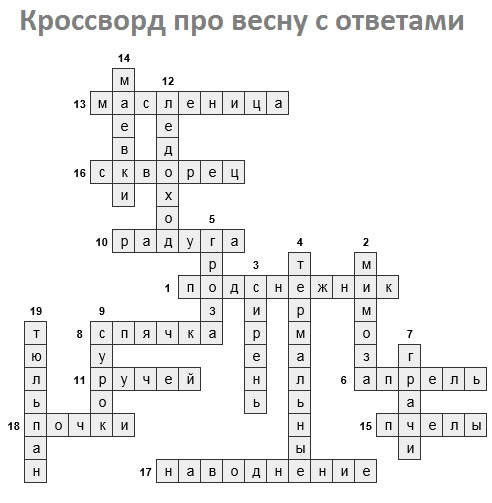 Кроссворд про весну с ответами
14 маевки
12 ледоход
13 масленица
16 скворец
5 гроза
10 радуга
4 термальные
2 мимоза
3 сирень
1 подснежник
19 тюльпан
9 сурок
8 спячка
7 грачи
11 ручей
6 апрель
18 почки
15 пчелы
17 наводнение